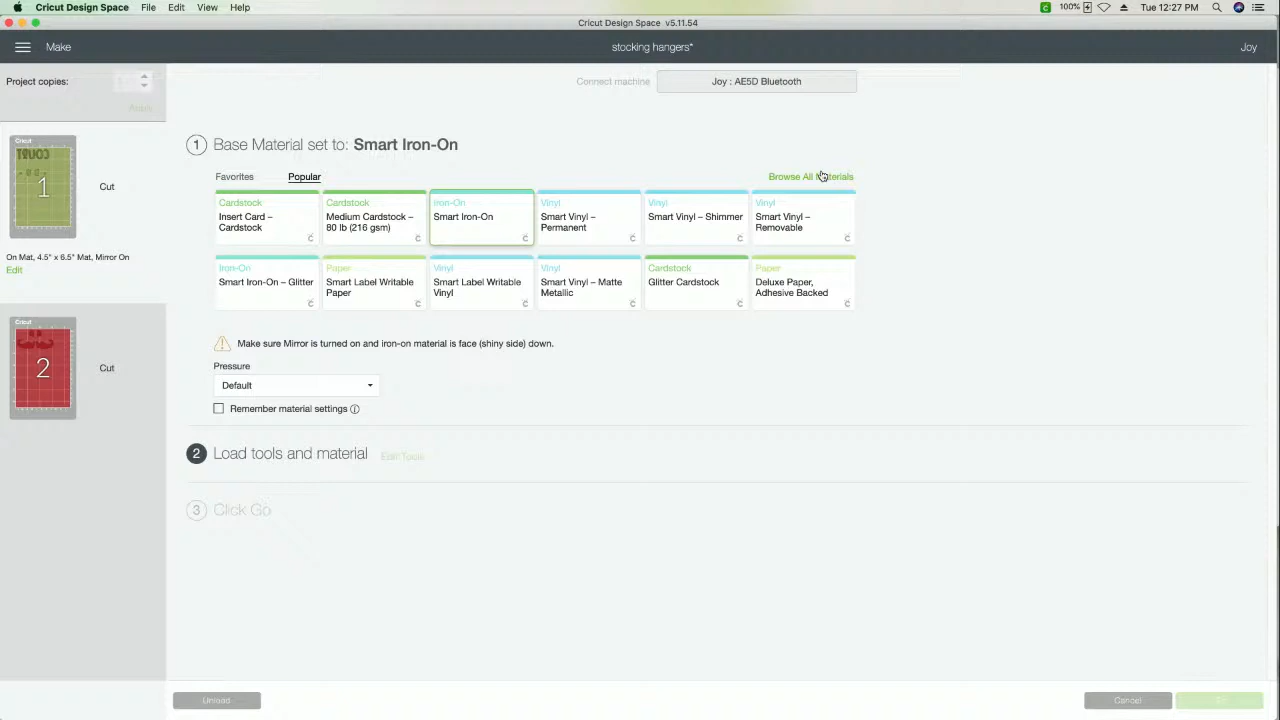 Cricut Design Space File Edit View Help
100% Tue 12:27 PM
Cricut Design Space v5.11.54
Make
stocking hangers*
Joy
Project copies:
Apply
Connect machine
Joy : AE5D Bluetooth
Cricut
COURT
1
Cut
On Mat, 4.5" x 6.5" Mat, Mirror On
Edit
Cricut
2
Cut
1 Base Material set to: Smart Iron-On
Favorites
Popular
Browse All Materials
Cardstock
Insert Card –
Cardstock
Cardstock
Medium Cardstock –
80 lb (216 gsm)
Iron-On
Smart Iron-On
Vinyl
Smart Vinyl –
Permanent
Vinyl
Smart Vinyl – Shimmer
Vinyl
Smart Vinyl –
Removable
Iron-On
Smart Iron-On – Glitter
Paper
Smart Label Writable
Paper
Vinyl
Smart Label Writable
Vinyl
Vinyl
Smart Vinyl – Matte
Metallic
Cardstock
Glitter Cardstock
Paper
Deluxe Paper,
Adhesive Backed
Make sure Mirror is turned on and iron-on material is face (shiny side) down.
Pressure
Default
Remember material settings
2 Load tools and material
Edit Tools
3 Click Go
Unload
Cancel